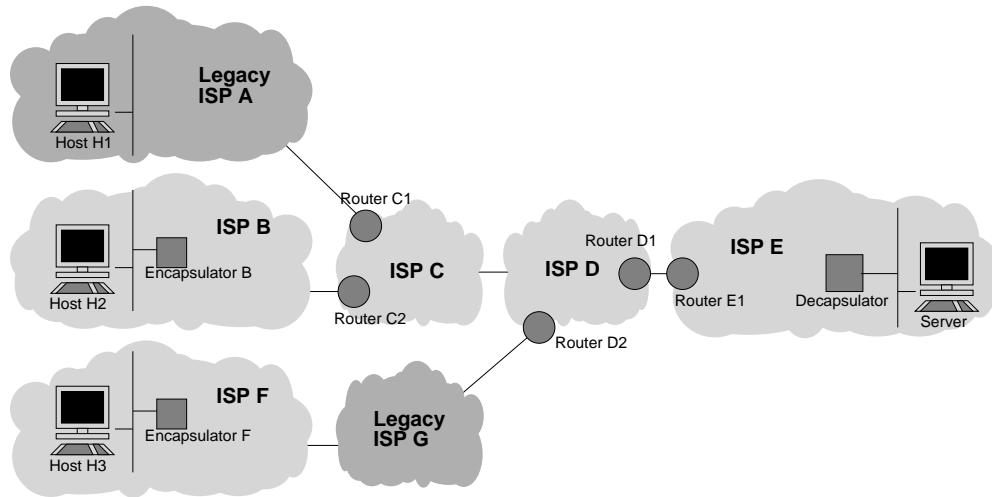 Legacy
ISP A
Host H1
Router C1
ISP B
Encapsulator B
Host H2
ISP C
Router C2
ISP D
Router D1
Router D2
ISP E
Router E1
Decapsulator
Server
ISP F
Encapsulator F
Host H3
Legacy
ISP G